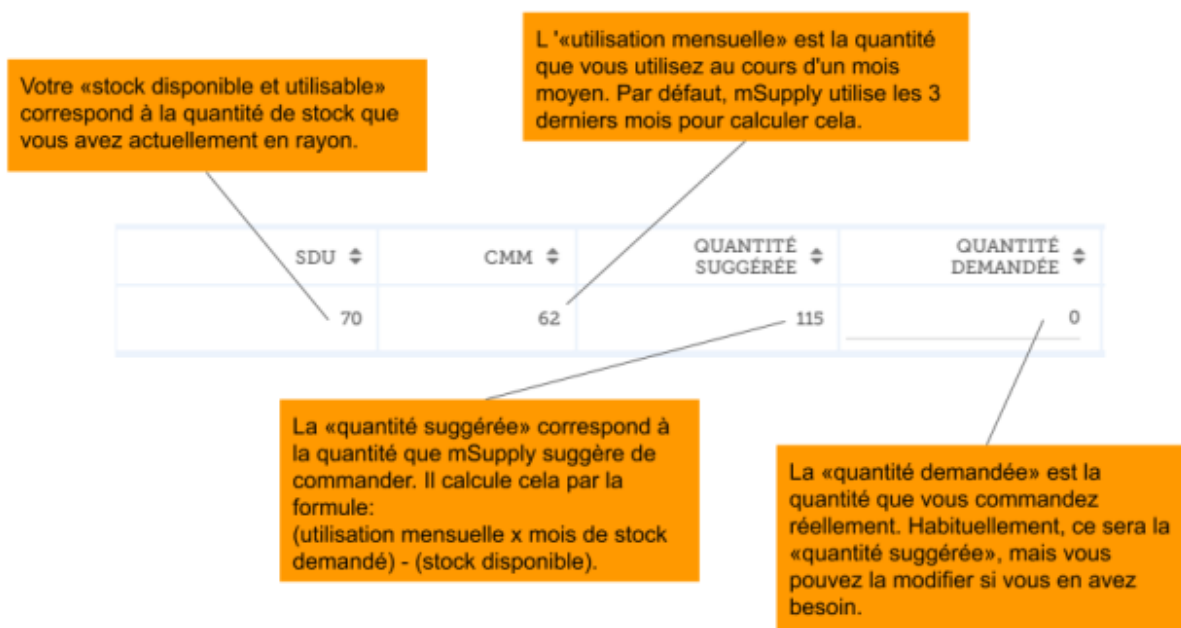 L '«utilisation mensuelle» est la quantité
que vous utilisez au cours d'un mois
moyen. Par défaut, mSupply utilise les 3
derniers mois pour calculer cela.
Votre «stock disponible et utilisable»
correspond à la quantité de stock que
vous avez actuellement en rayon.
SDU
CMM
QUANTITÉ
SUGGÉRÉE
QUANTITÉ
DEMANDÉE
70
62
115
0
La «quantité suggérée» correspond à
la quantité que mSupply suggère de
commander. Il calcule cela par la
formule:
(utilisation mensuelle x mois de stock
demandé) - (stock disponible).
La «quantité demandée» est la
quantité que vous commandez
réellement. Habituellement, ce sera la
«quantité suggérée», mais vous
pouvez la modifier si vous en avez
besoin.